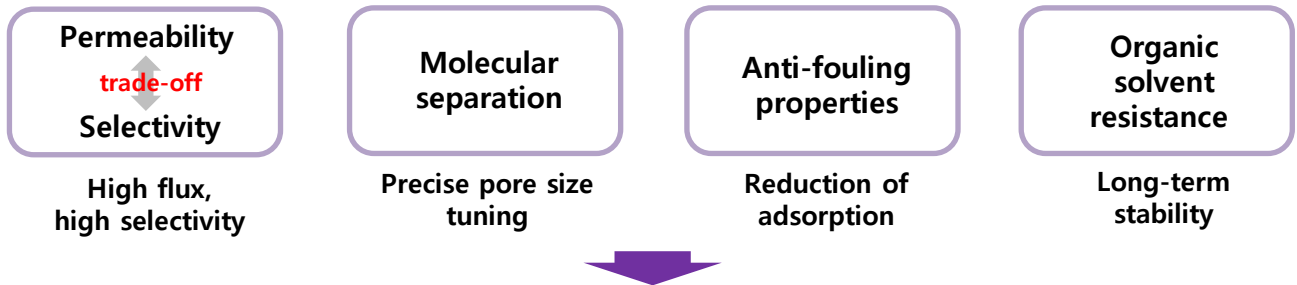 Permeability
trade-off
Selectivity
High flux,
high selectivity
Molecular
separation
Precise pore size
tuning
Anti-fouling
properties
Reduction of
adsorption
Organic
solvent
resistance
Long-term
stability